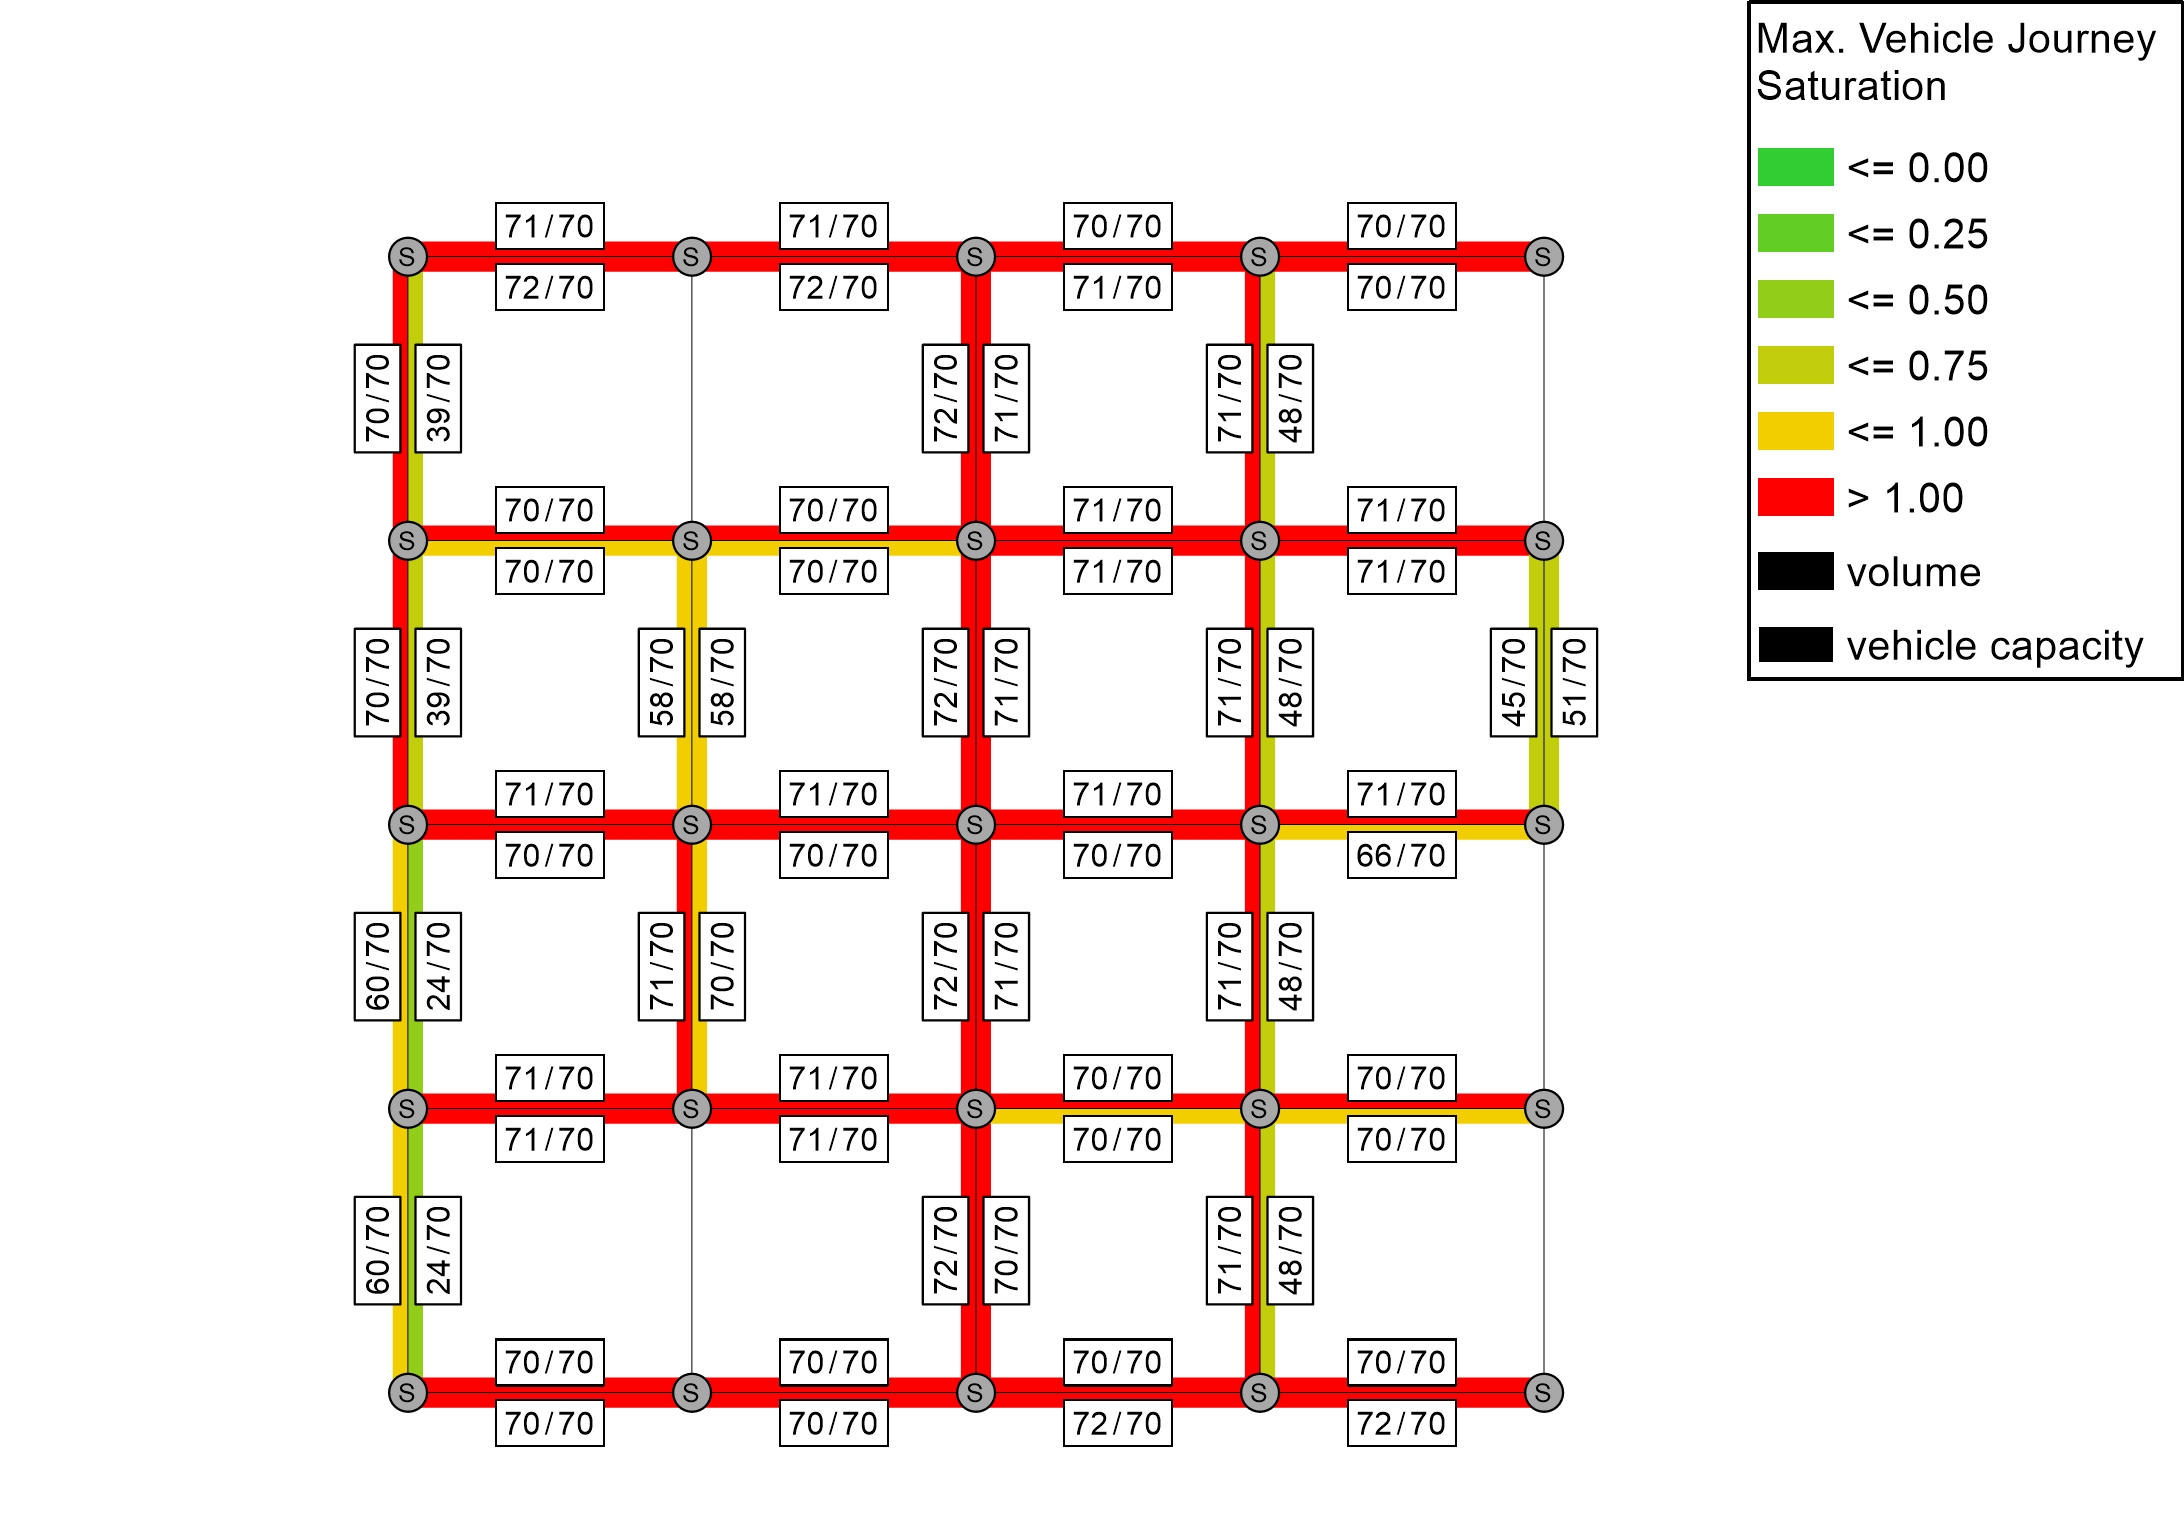 Max. Vehicle Journey
Saturation
<= 0.00
<= 0.25
<= 0.50
<= 0.75
<= 1.00
> 1.00
volume
vehicle capacity
71/70 71/70 70/70 70/70
S S S S S
72/70 72/70 71/70 70/70
70/70 39/70 72/70 71/70 71/70 48/70
70/70 70/70 71/70 71/70
S S S S S
70/70 70/70 71/70 71/70
70/70 39/70 58/70 58/70 72/70 71/70 71/70 48/70 45/70 51/70
71/70 71/70 71/70 71/70
S S S S S
70/70 70/70 70/70 66/70
60/70 24/70 71/70 70/70 72/70 71/70 71/70 48/70
71/70 71/70 70/70 70/70
S S S S S
71/70 71/70 70/70 70/70
60/70 24/70 72/70 70/70 71/70 48/70
70/70 70/70 70/70 70/70
S S S S S
70/70 70/70 72/70 72/70